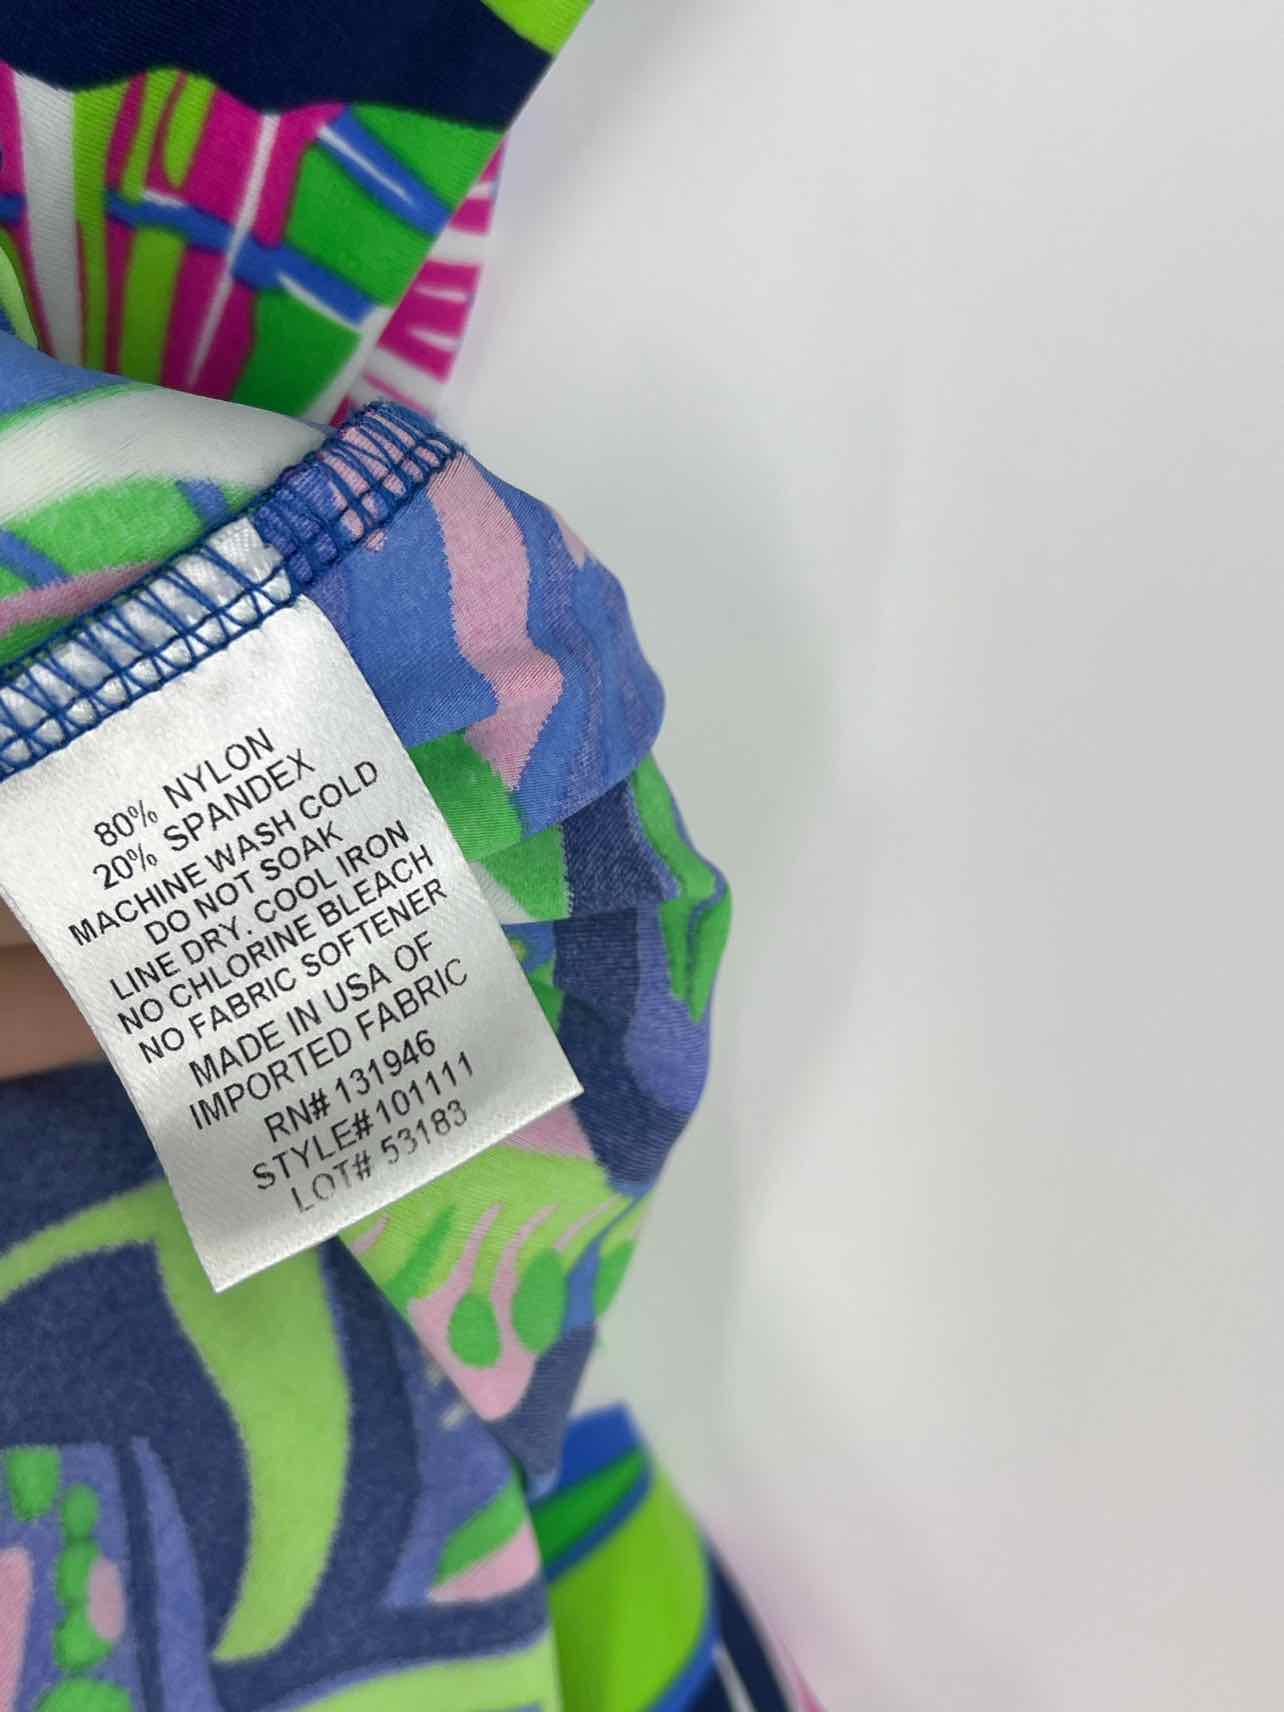 80% NYLON
20% SPANDEX
MACHINE WASH COLD
DO NOT SOAK
LINE DRY. COOL IRON
NO CHLORINE BLEACH
NO FABRIC SOFTENER
MADE IN USA OF
IMPORTED FABRIC
RN# 131946
STYLE# 101111
LOT# 53183